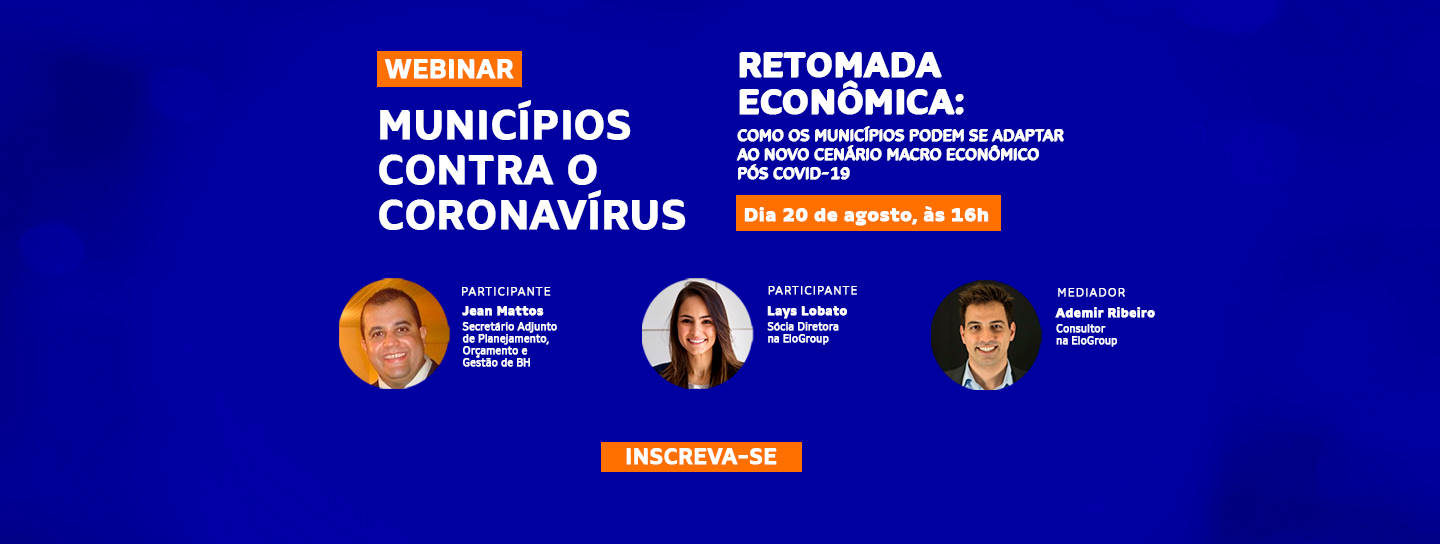 WEBINAR
MUNICÍPIOS
CONTRA O
CORONAVÍRUS
RETOMADA
ECONÔMICA:
COMO OS MUNICÍPIOS PODEM SE ADAPTAR
AO NOVO CENÁRIO MACRO ECONÔMICO
PÓS COVID-19
Dia 20 de agosto, às 16h
PARTICIPANTE
Jean Mattos
Secretário Adjunto
de Planejamento,
Orçamento e
Gestão de BH
PARTICIPANTE
Lays Lobato
Sócia Diretora
na EloGroup
MEDIADOR
Ademir Ribeiro
Consultor
na EloGroup
INSCREVA-SE